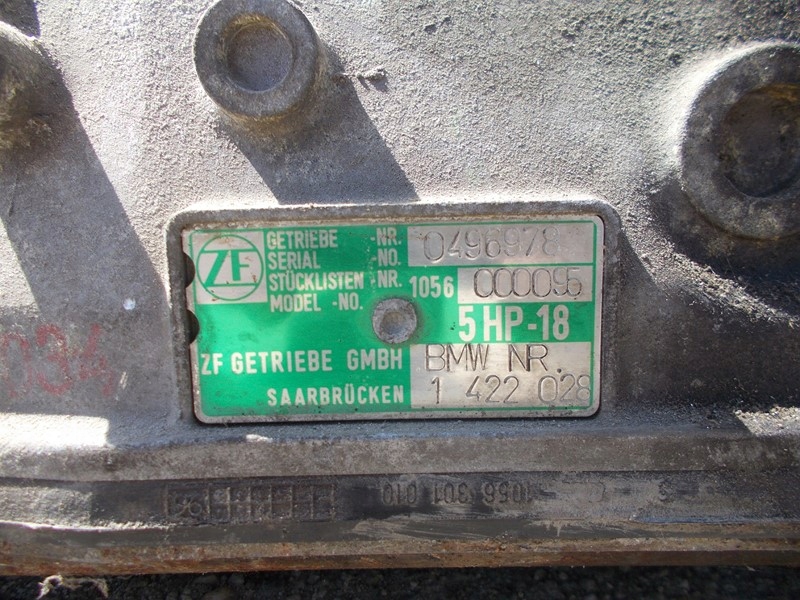 ZF
GETRIEBE -NR. 0496978
SERIAL -NO.
STÜCKLISTEN -NR. 1056 000095
MODEL -NO.
5 HP-18
ZF GETRIEBE GMBH BMW NR.
SAARBRÜCKEN 1 422 028
034
1056 301 010